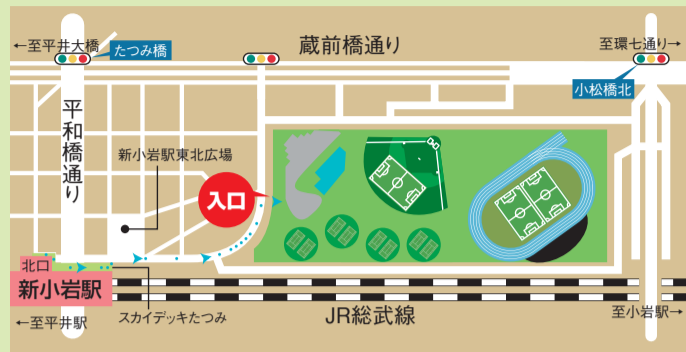 ←至平井大橋
たつみ橋
蔵前橋通り
至環七通り→
小松橋北
平和橋通り
新小岩駅東北広場
入口
北口
新小岩駅
←至平井駅
スカイデッキたつみ
JR総武線
至小岩駅→